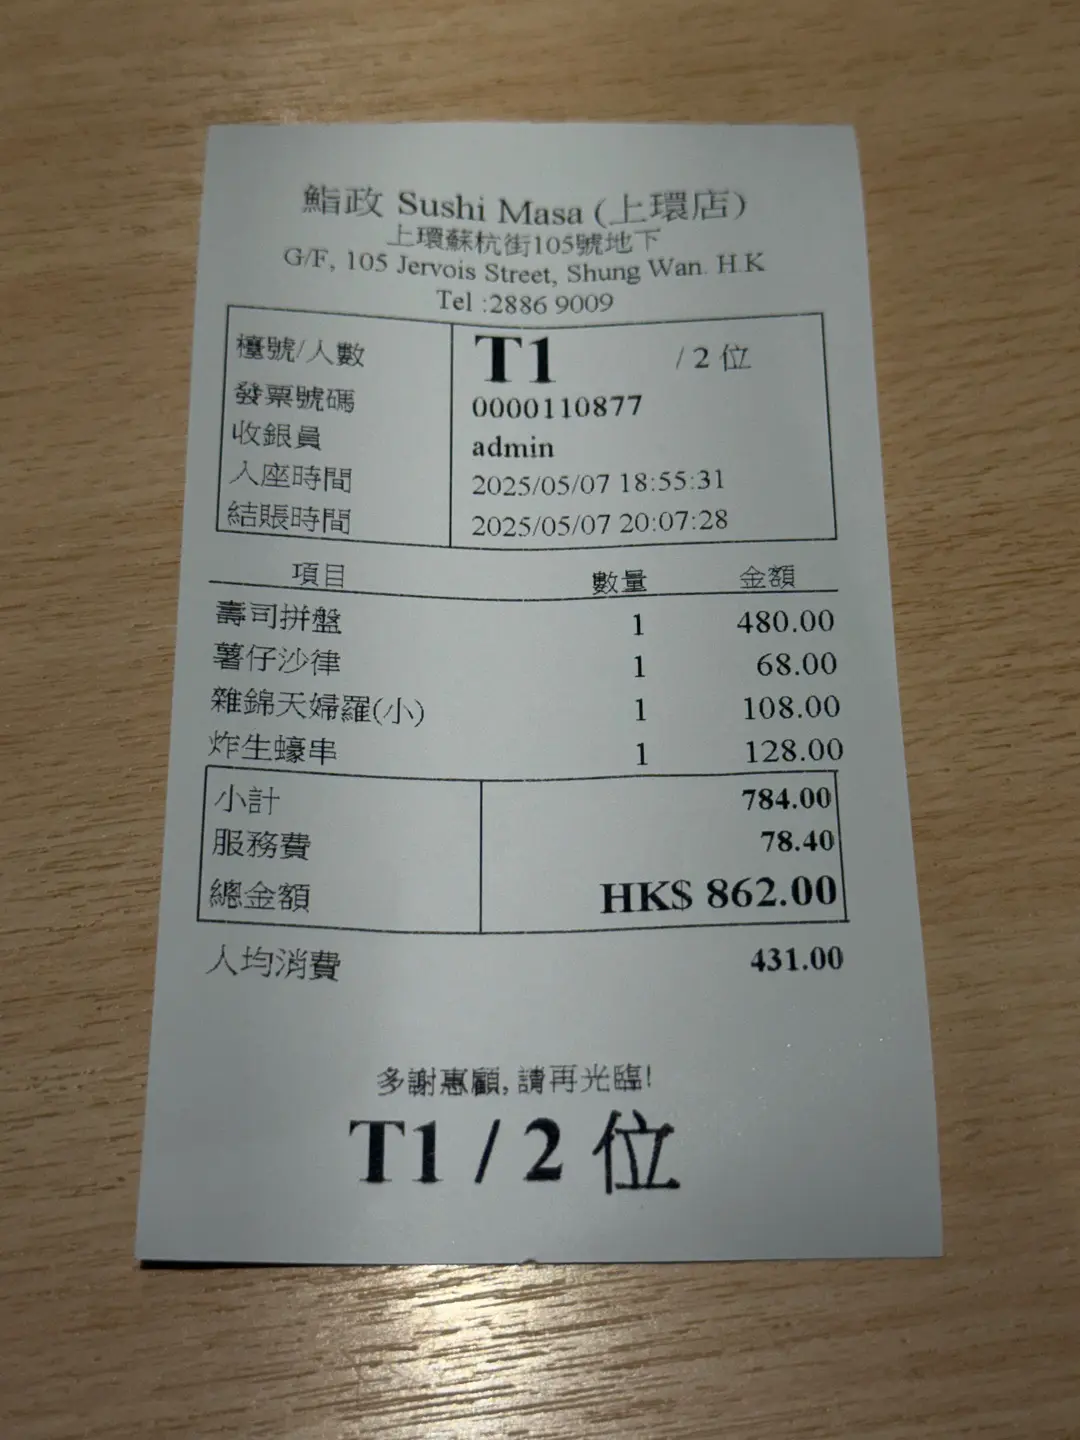 鮨政 Sushi Masa (上環店)
上環蘇杭街105號地下
G/F, 105 Jervois Street, Shung Wan. H.K
Tel :2886 9009
檯號/人數 T1 / 2 位
發票號碼 0000110877
收銀員 admin
入座時間 2025/05/07 18:55:31
結賬時間 2025/05/07 20:07:28
項目 數量 金額
壽司拼盤 1 480.00
薯仔沙律 1 68.00
雜錦天婦羅(小) 1 108.00
炸生蠔串 1 128.00
小計 784.00
服務費 78.40
總金額 HK$ 862.00
人均消費 431.00
多謝惠顧, 請再光臨!
T1 / 2 位